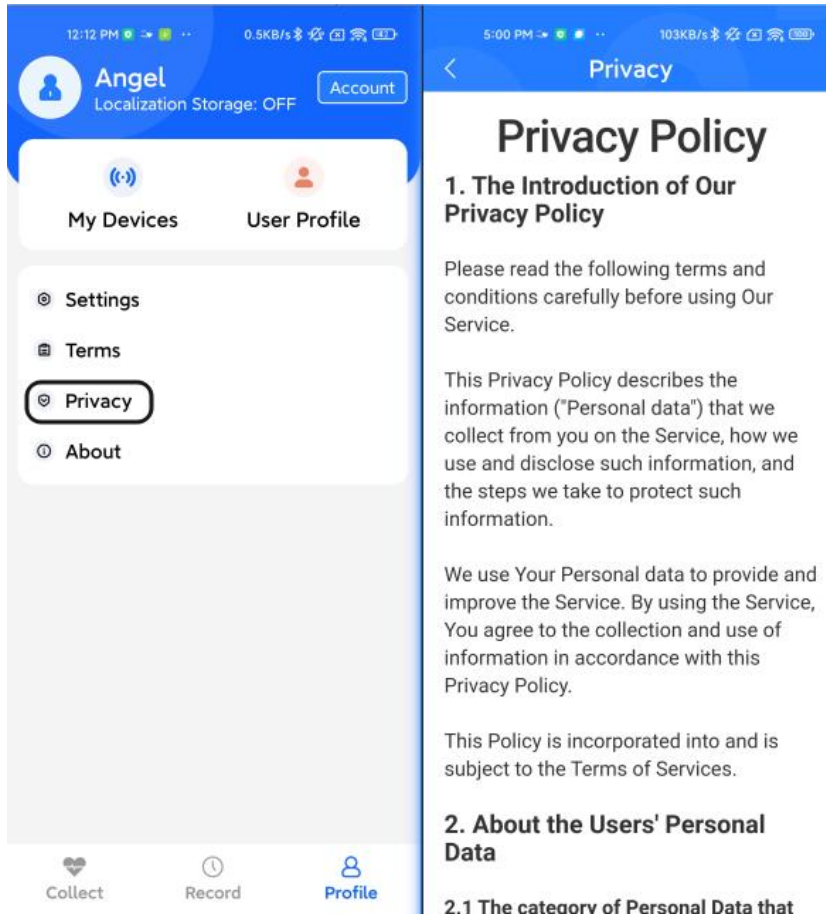 12:12 PM
0.5KB/s
41
Angel
Localization Storage: OFF
Account
My Devices
User Profile
Settings
Terms
Privacy
About
Collect
Record
Profile
5:00 PM
103KB/s
100
Privacy
Privacy Policy
1. The Introduction of Our
Privacy Policy
Please read the following terms and
conditions carefully before using Our
Service.
This Privacy Policy describes the
information ("Personal data") that we
collect from you on the Service, how we
use and disclose such information, and
the steps we take to protect such
information.
We use Your Personal data to provide and
improve the Service. By using the Service,
You agree to the collection and use of
information in accordance with this
Privacy Policy.
This Policy is incorporated into and is
subject to the Terms of Services.
2. About the Users' Personal
Data
2.1 The category of Personal Data that